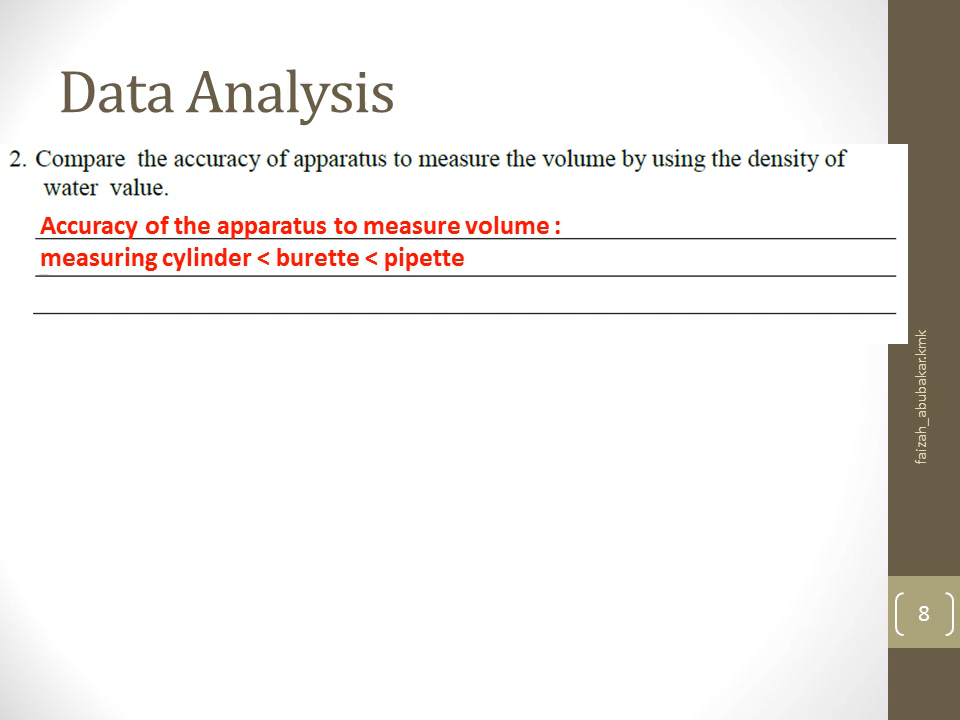 Data Analysis
2. Compare the accuracy of apparatus to measure the volume by using the density of
water value.
Accuracy of the apparatus to measure volume :
measuring cylinder < burette < pipette
faizah_abubakar.kmk
8